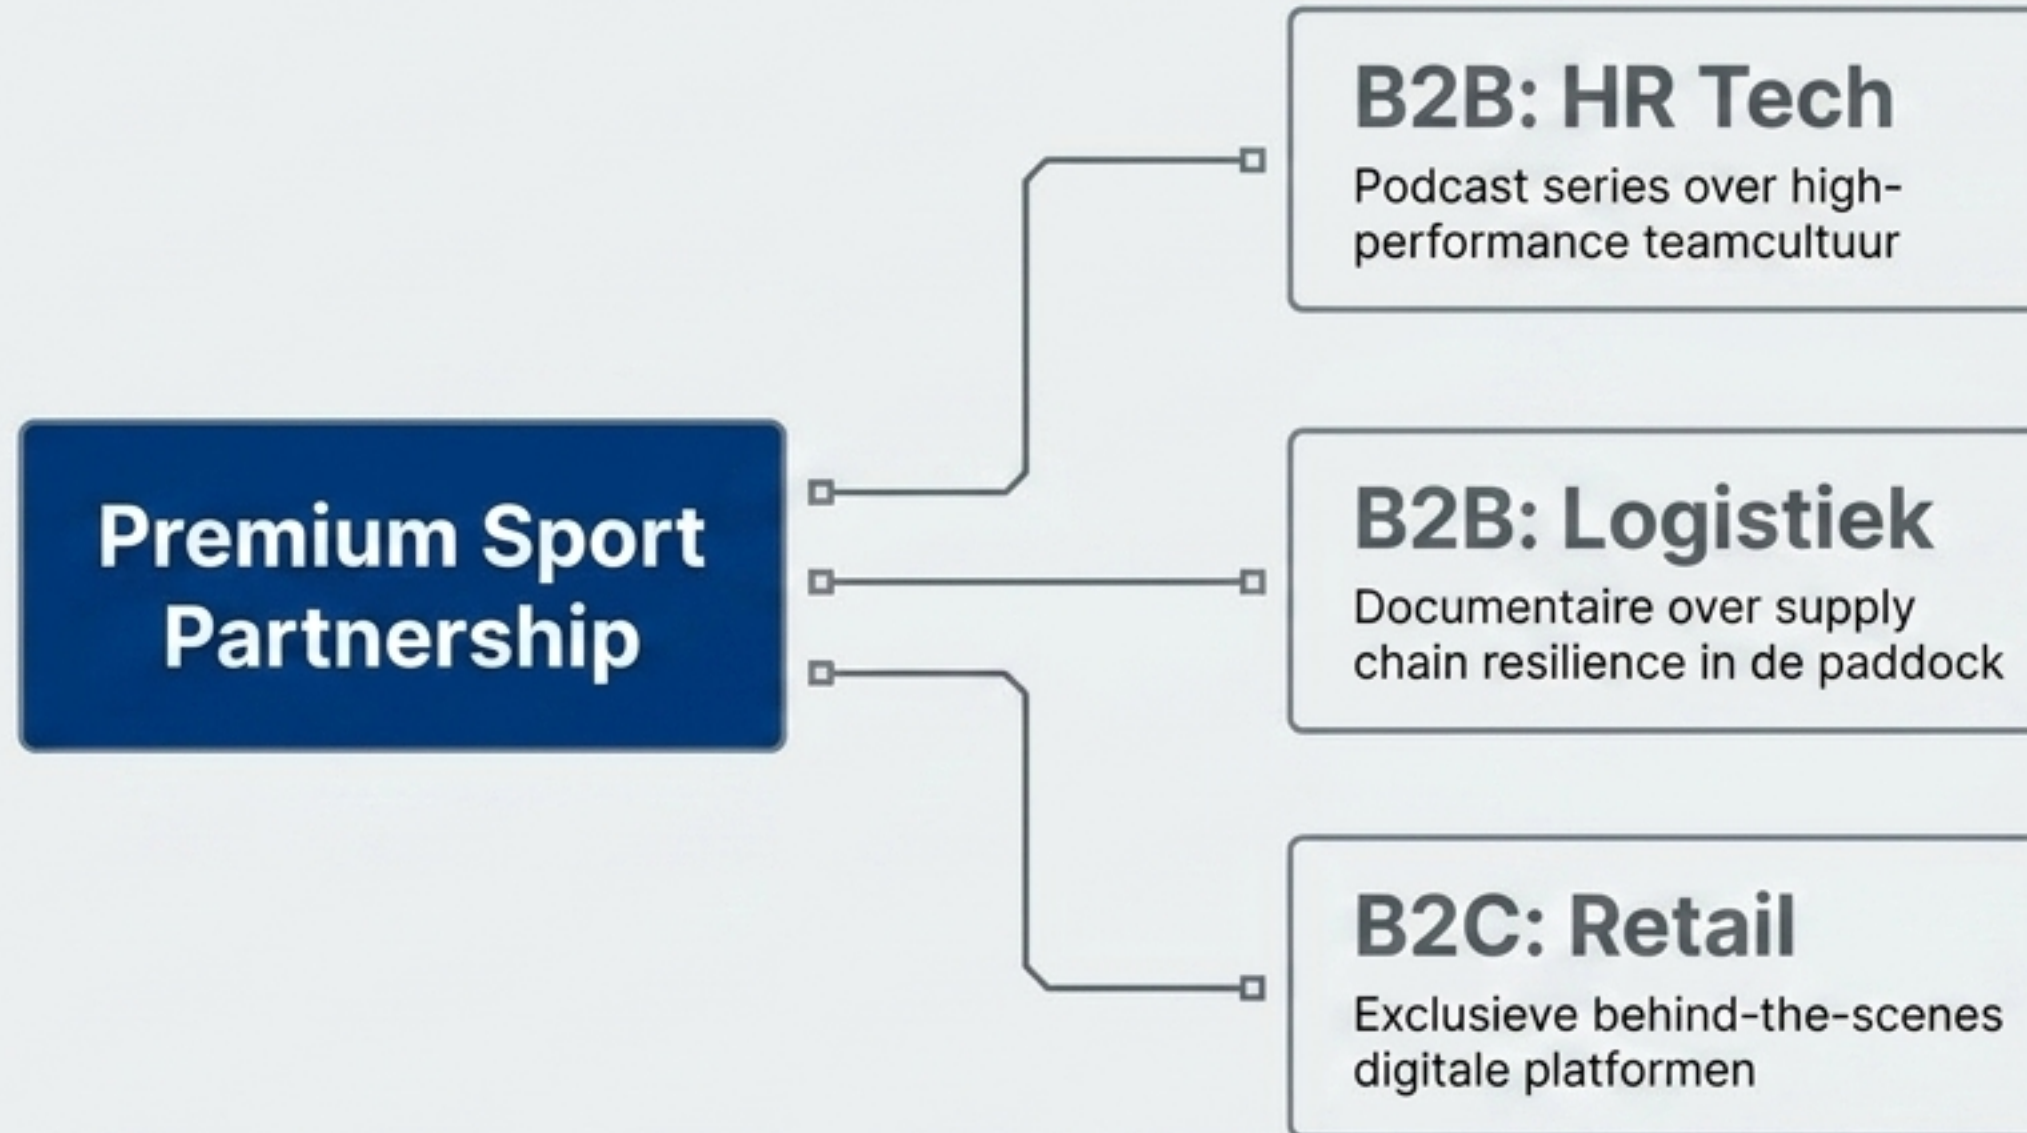 Premium Sport
Partnership
B2B: HR Tech
Podcast series over high-
performance teamcultuur
B2B: Logistiek
Documentaire over supply
chain resilience in de paddock
B2C: Retail
Exclusieve behind-the-scenes
digitale platformen